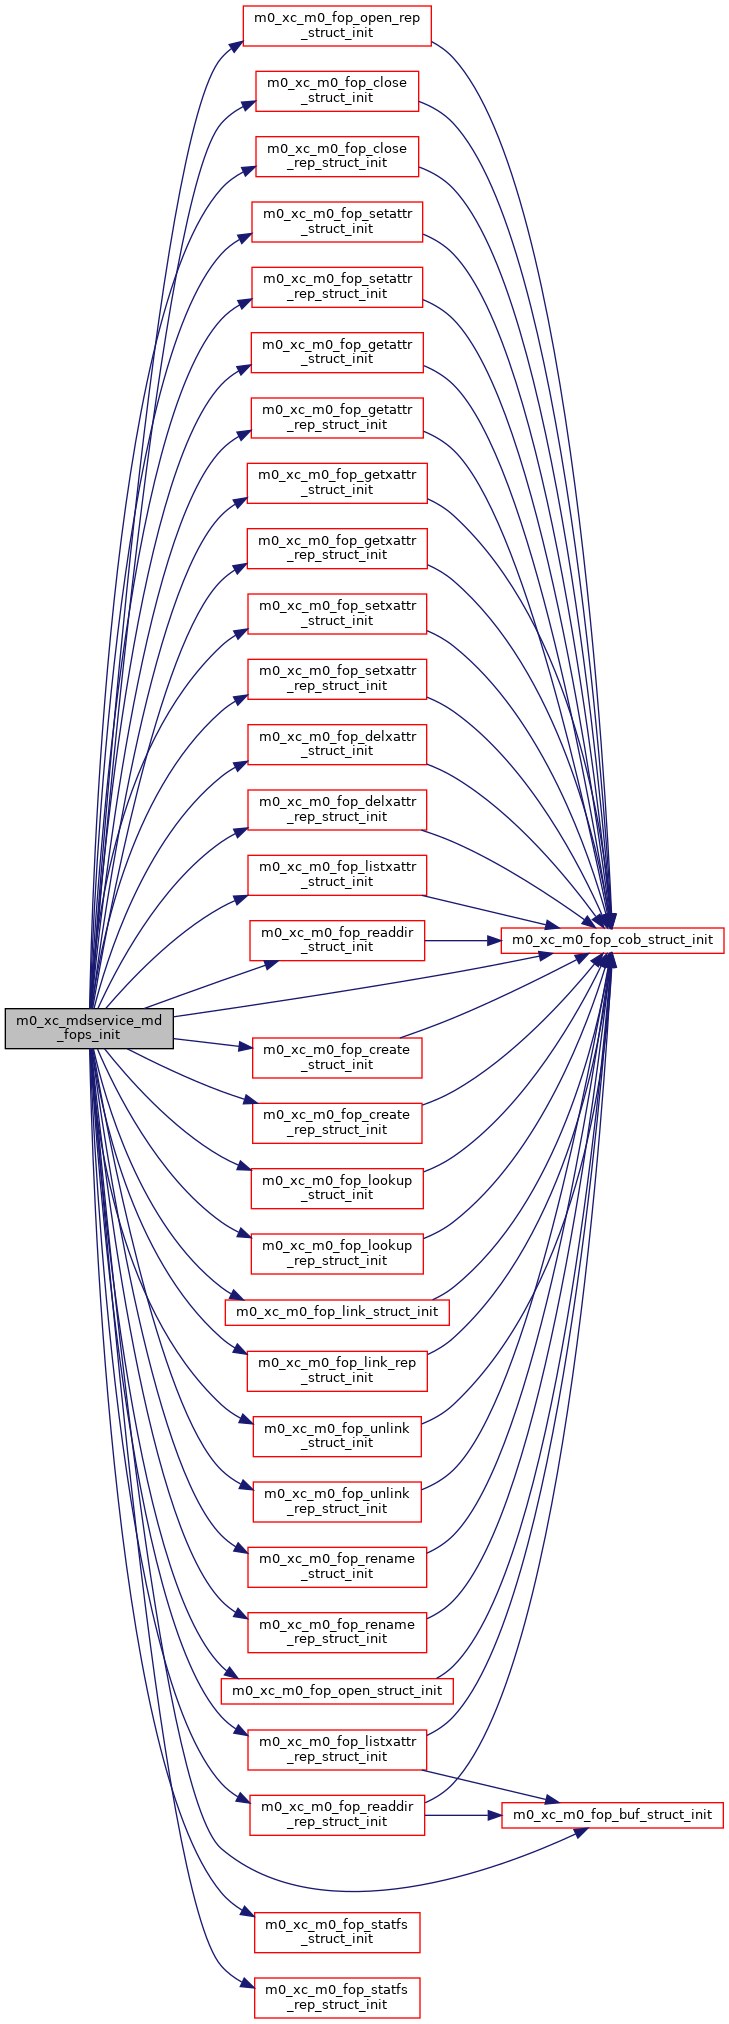 m0_xc_m0_fop_open_rep
_struct_init
m0_xc_m0_fop_close
_struct_init
m0_xc_m0_fop_close
_rep_struct_init
m0_xc_m0_fop_setattr
_struct_init
m0_xc_m0_fop_setattr
_rep_struct_init
m0_xc_m0_fop_getattr
_struct_init
m0_xc_m0_fop_getattr
_rep_struct_init
m0_xc_m0_fop_getxattr
_struct_init
m0_xc_m0_fop_getxattr
_rep_struct_init
m0_xc_m0_fop_setxattr
_struct_init
m0_xc_m0_fop_setxattr
_rep_struct_init
m0_xc_m0_fop_delxattr
_struct_init
m0_xc_m0_fop_delxattr
_rep_struct_init
m0_xc_m0_fop_listxattr
_struct_init
m0_xc_m0_fop_readdir
_struct_init
m0_xc_m0_fop_cob_struct_init
m0_xc_mdservice_md
_fops_init
m0_xc_m0_fop_create
_struct_init
m0_xc_m0_fop_create
_rep_struct_init
m0_xc_m0_fop_lookup
_struct_init
m0_xc_m0_fop_lookup
_rep_struct_init
m0_xc_m0_fop_link_struct_init
m0_xc_m0_fop_link_rep
_struct_init
m0_xc_m0_fop_unlink
_struct_init
m0_xc_m0_fop_unlink
_rep_struct_init
m0_xc_m0_fop_rename
_struct_init
m0_xc_m0_fop_rename
_rep_struct_init
m0_xc_m0_fop_open_struct_init
m0_xc_m0_fop_listxattr
_rep_struct_init
m0_xc_m0_fop_readdir
_rep_struct_init
m0_xc_m0_fop_buf_struct_init
m0_xc_m0_fop_statfs
_struct_init
m0_xc_m0_fop_statfs
_rep_struct_init